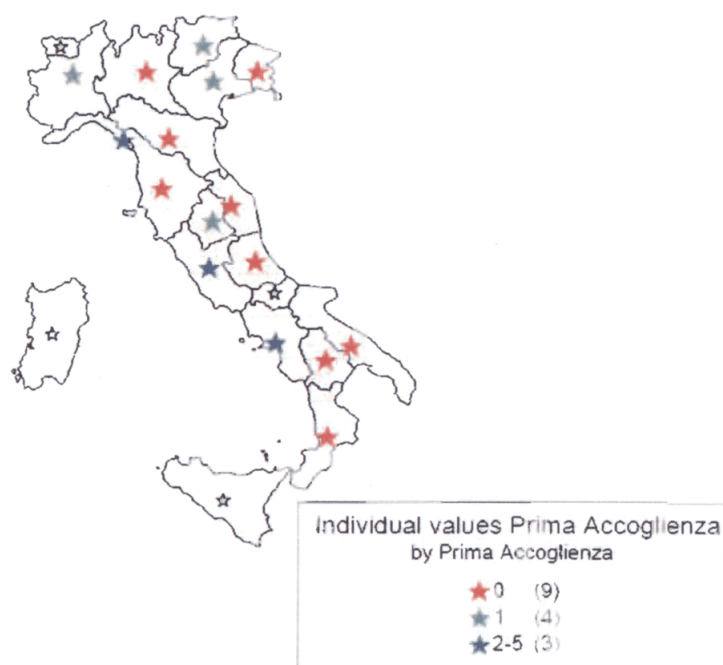 Individual values Prima Accoglienza
by Prima Accoglienza
0 (9)
1 (4)
2-5 (3)